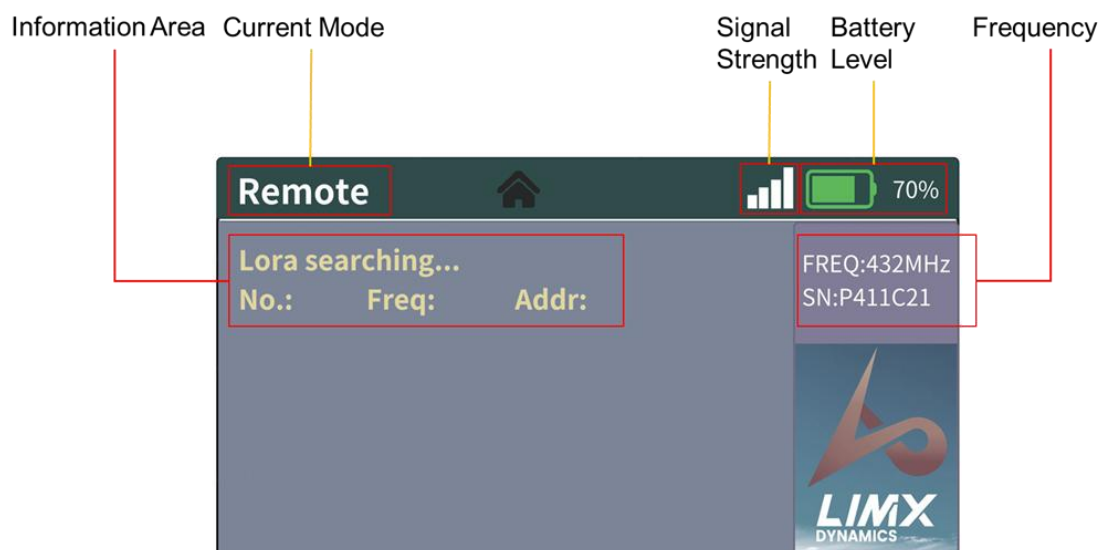 Information Area
Current Mode
Signal
Strength
Battery
Level
Frequency
Remote
70%
Lora searching...
No.: Freq: Addr:
FREQ:432MHz
SN:P411C21
LIMX
DYNAMICS